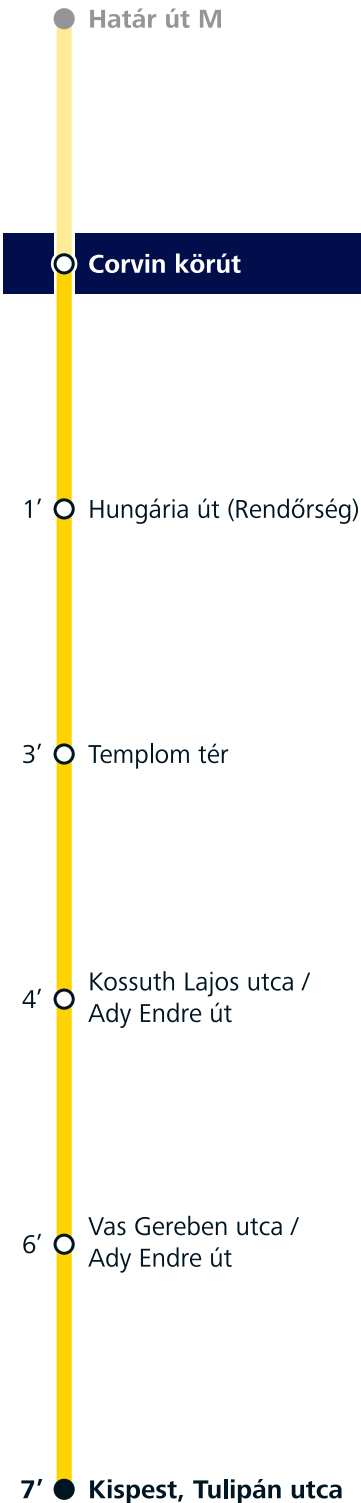 Határ út M
Corvin körút
1’ Hungária út (Rendőrség)
3’ Templom tér
4’ Kossuth Lajos utca /
Ady Endre út
6’ Vas Gereben utca /
Ady Endre út
7’ Kispest, Tulipán utca